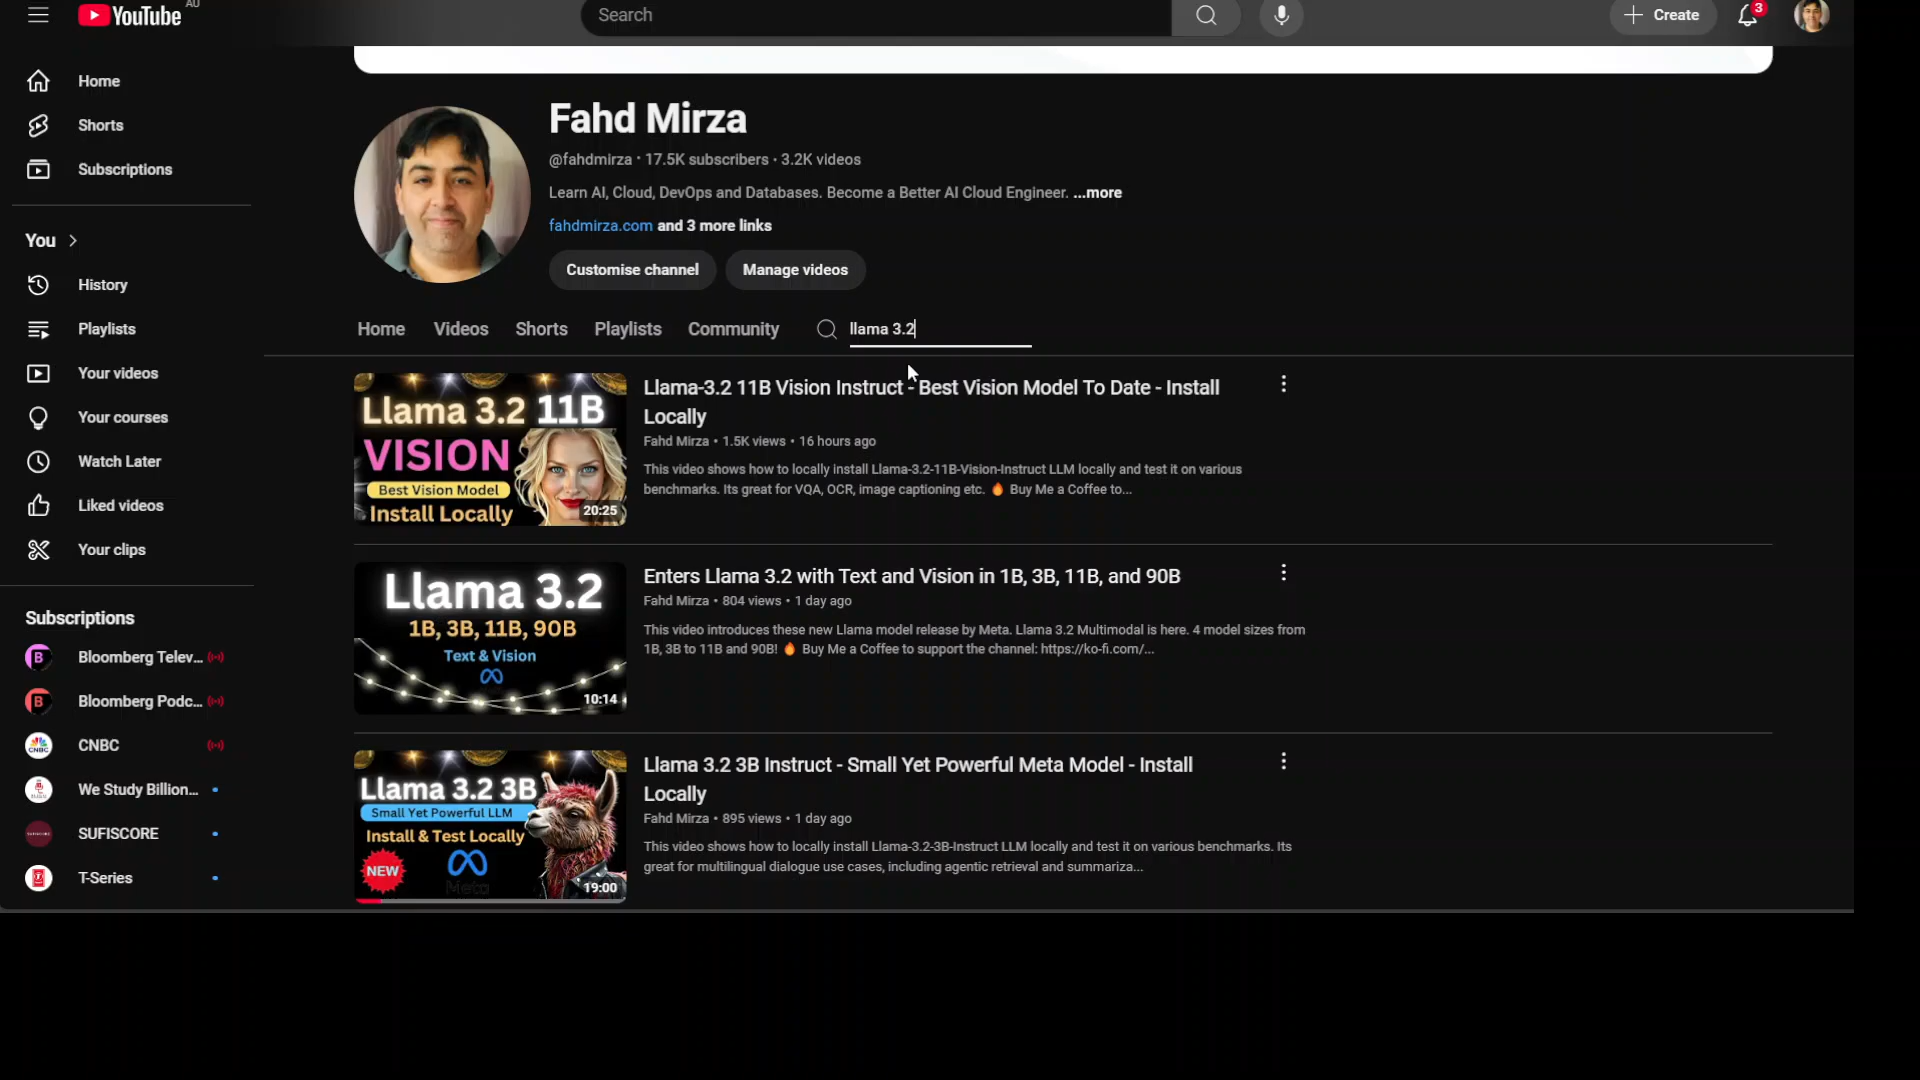 YouTube AU
Search
Create
3
Home
Shorts
Subscriptions
You
History
Playlists
Your videos
Your courses
Watch Later
Liked videos
Your clips
Subscriptions
Bloomberg Telev...
Bloomberg Podc...
CNBC
We Study Billion...
SUFISCORE
T-Series
Fahd Mirza
@fahdmirza • 17.5K subscribers • 3.2K videos
Learn AI, Cloud, DevOps and Databases. Become a Better AI Cloud Engineer. ...more
fahdmirza.com and 3 more links
Customise channel Manage videos
Home Videos Shorts Playlists Community llama 3.2
Llama 3.2 11B
VISION
Best Vision Model
Install Locally
20:25
Llama-3.2 11B Vision Instruct - Best Vision Model To Date - Install
Locally
Fahd Mirza • 1.5K views • 16 hours ago
This video shows how to locally install Llama-3.2-11B-Vision-Instruct LLM locally and test it on various
benchmarks. Its great for VQA, OCR, image captioning etc. 🔥 Buy Me a Coffee to...
Llama 3.2
1B, 3B, 11B, 90B
Text & Vision
10:14
Enters Llama 3.2 with Text and Vision in 1B, 3B, 11B, and 90B
Fahd Mirza • 804 views • 1 day ago
This video introduces these new Llama model release by Meta. Llama 3.2 Multimodal is here. 4 model sizes from
1B, 3B to 11B and 90B! 🔥 Buy Me a Coffee to support the channel: https://ko-fi.com/...
Llama 3.2 3B
Small Yet Powerful LLM
Install & Test Locally
NEW
Meta
19:00
Llama 3.2 3B Instruct - Small Yet Powerful Meta Model - Install
Locally
Fahd Mirza • 895 views • 1 day ago
This video shows how to locally install Llama-3.2-3B-Instruct LLM locally and test it on various benchmarks. Its
great for multilingual dialogue use cases, including agentic retrieval and summariza...